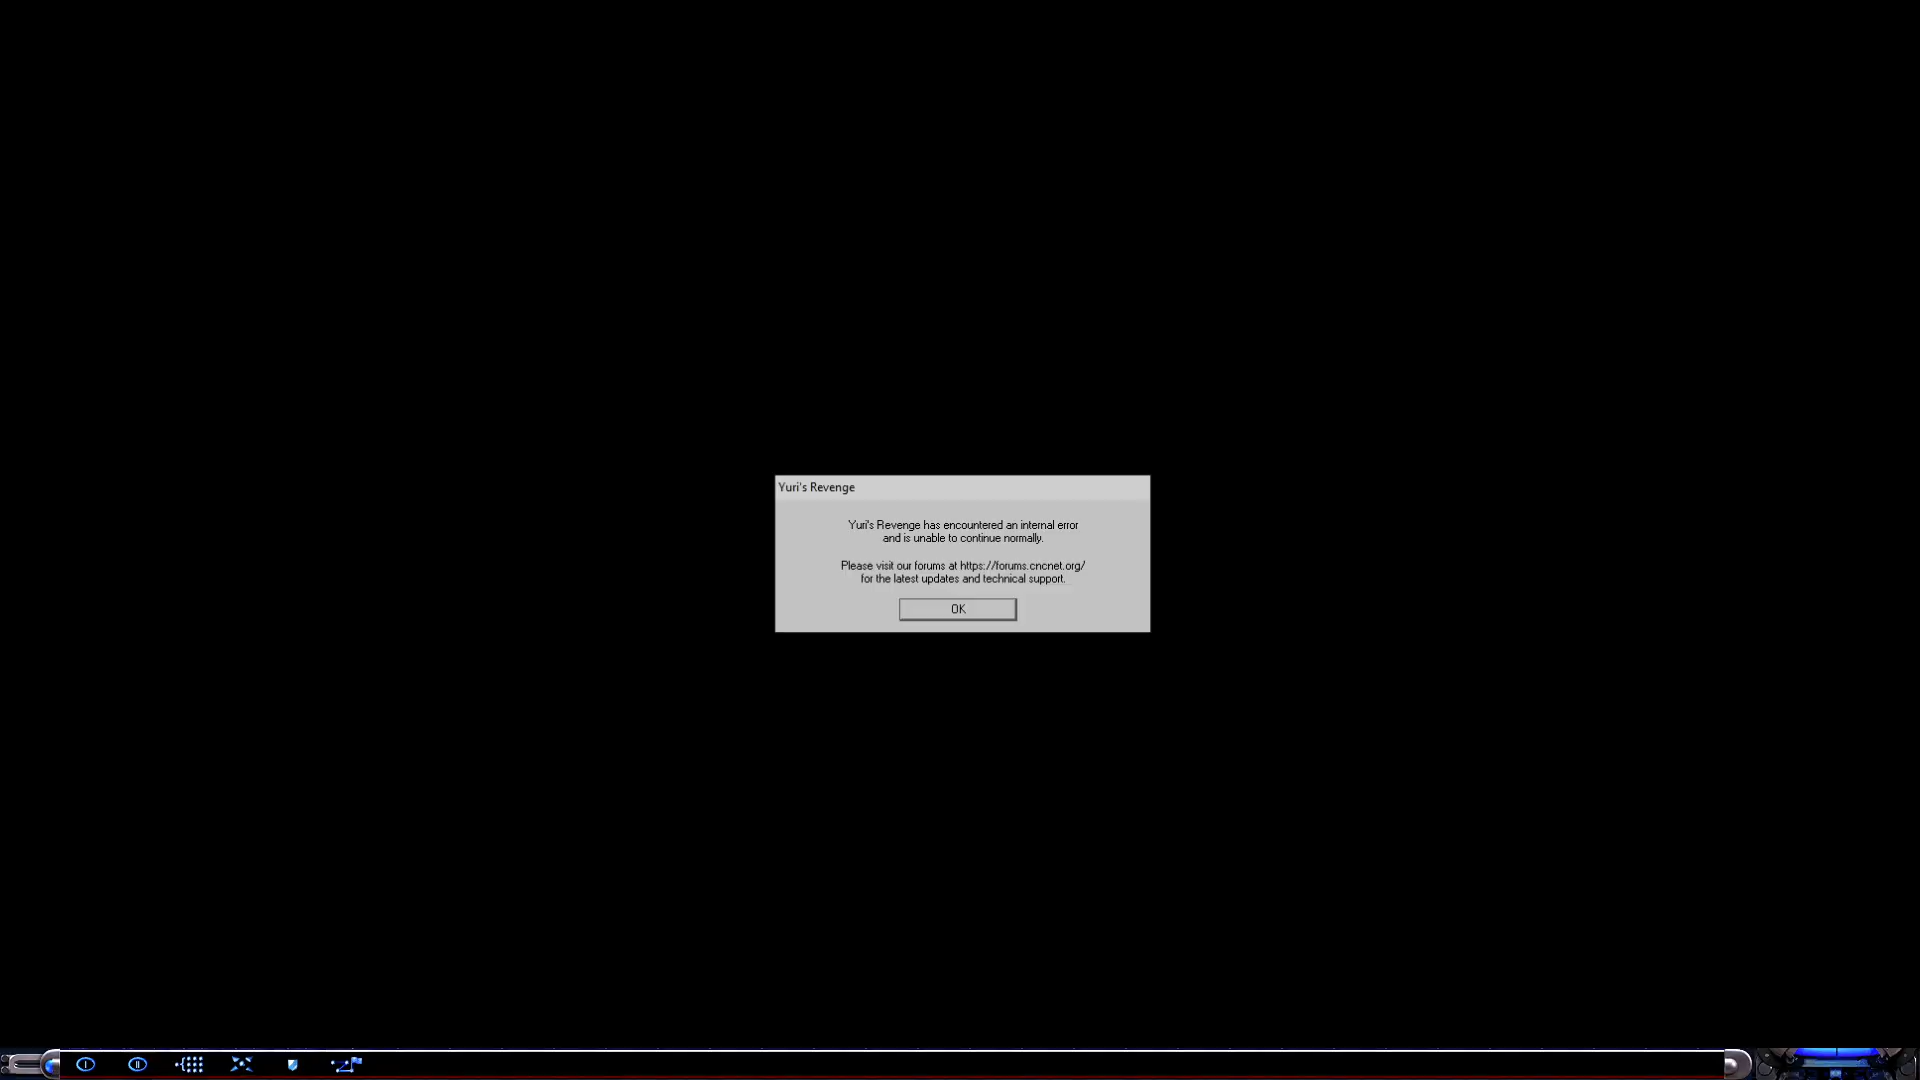 Yuri's Revenge
Yuri's Revenge has encountered an internal error
and is unable to continue normally.
Please visit our forums at https://forums.cncnet.org/
for the latest updates and technical support.
OK